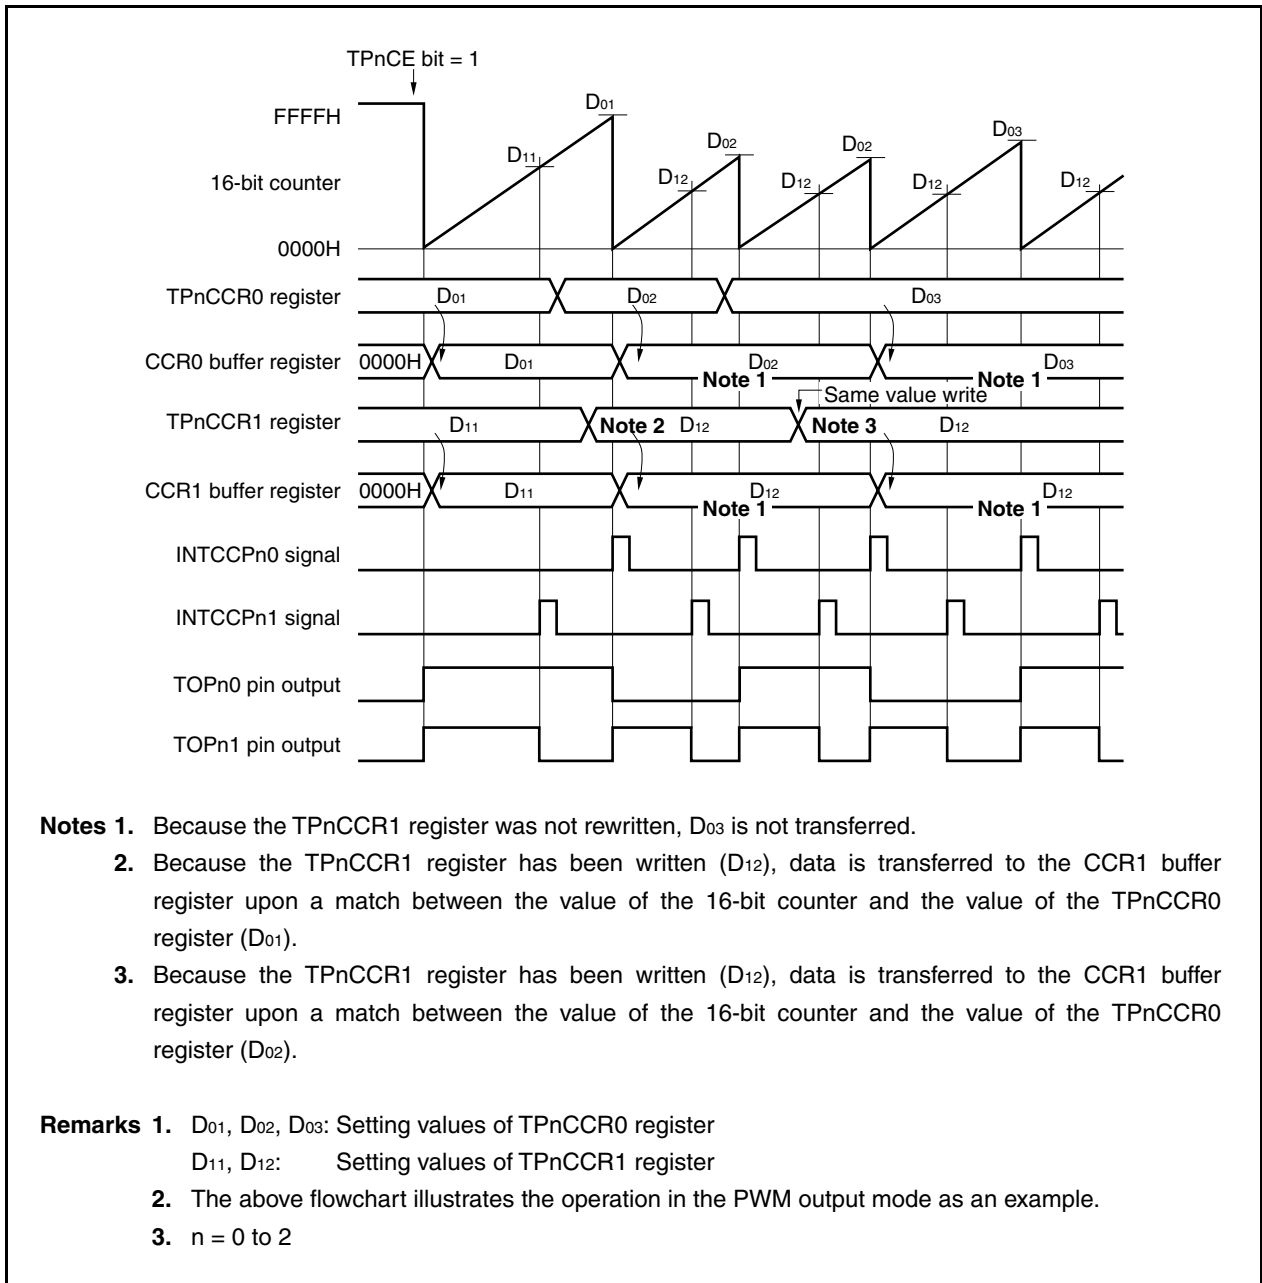 TPnCE bit = 1
FFFFH
16-bit counter
0000H
D11
D01
D12
D02
D12
D02
D12
D03
D12
TPnCCR0 register
D01
D02
D03
CCR0 buffer register
0000H
D01
D02
Note 1
D03
Note 1
Same value write
TPnCCR1 register
D11
Note 2
D12
Note 3
D12
CCR1 buffer register
0000H
D11
D12
Note 1
D12
Note 1
INTCCPn0 signal
INTCCPn1 signal
TOPn0 pin output
TOPn1 pin output
Notes 1. Because the TPnCCR1 register was not rewritten, D03 is not transferred.
2. Because the TPnCCR1 register has been written (D12), data is transferred to the CCR1 buffer
register upon a match between the value of the 16-bit counter and the value of the TPnCCR0
register (D01).
3. Because the TPnCCR1 register has been written (D12), data is transferred to the CCR1 buffer
register upon a match between the value of the 16-bit counter and the value of the TPnCCR0
register (D02).
Remarks 1. D01, D02, D03: Setting values of TPnCCR0 register
D11, D12: Setting values of TPnCCR1 register
2. The above flowchart illustrates the operation in the PWM output mode as an example.
3. n = 0 to 2